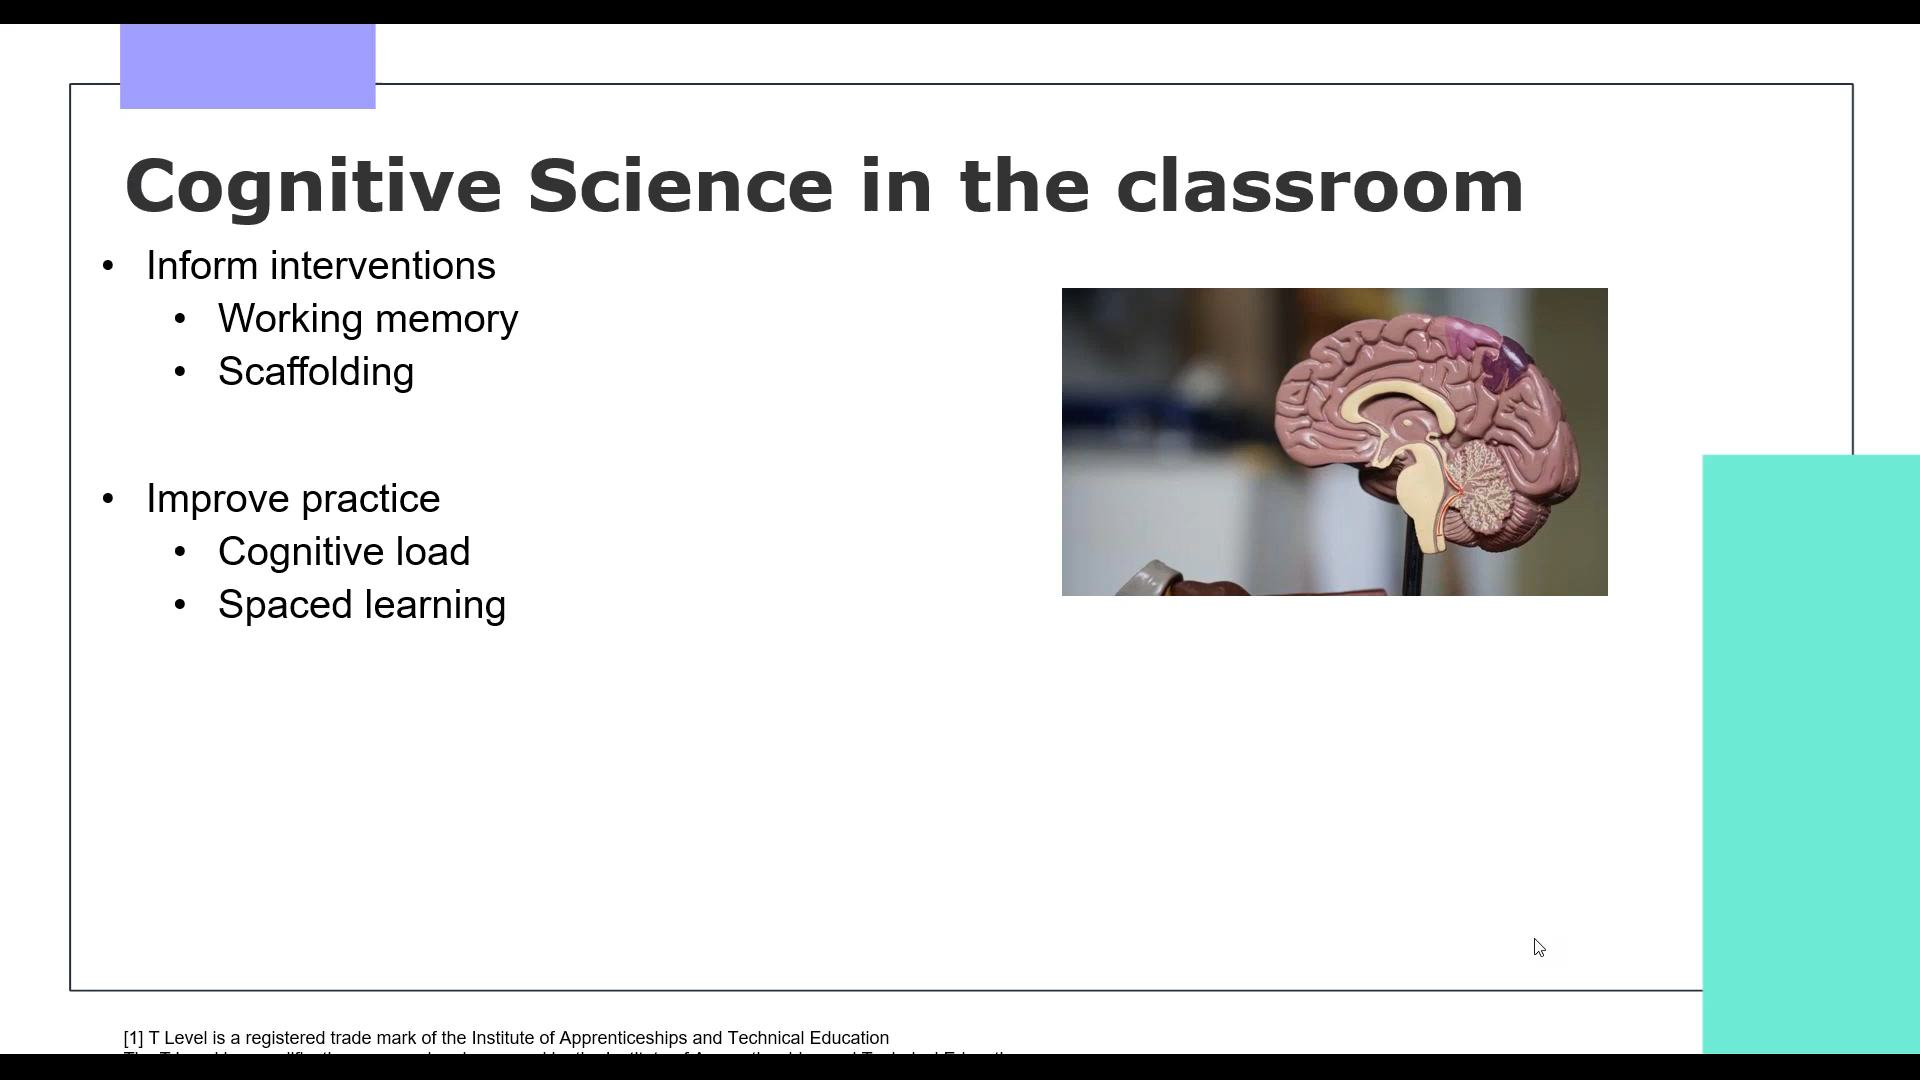 Cognitive Science in the classroom
• Inform interventions
• Working memory
• Scaffolding
• Improve practice
• Cognitive load
• Spaced learning
[1] T Level is a registered trade mark of the Institute of Apprenticeships and Technical Education